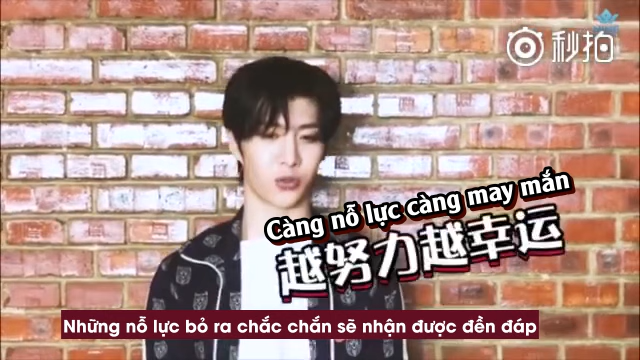 秒拍
Càng nỗ lực càng may mắn
越努力越幸运
Những nỗ lực bỏ ra chắc chắn sẽ nhận được đền đáp